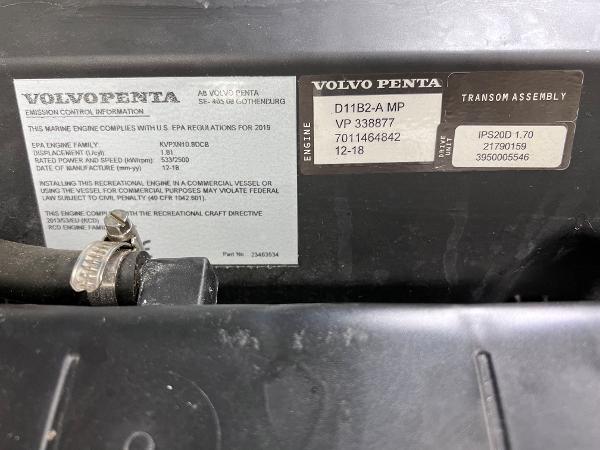 VOLVO PENTA
EMISSION CONTROL INFORMATION
AB VOLVO PENTA
SE- 405 08 GOTHENBURG
THIS MARINE ENGINE COMPLIES WITH U.S. EPA REGULATIONS FOR 2019
EPA ENGINE FAMILY: KVPXN10.8DCB
DISPLACEMENT (L/cyl): 1.81
RATED POWER AND SPEED (kW/rpm): 533/2500
DATE OF MANUFACTURE (mm-yy) 12-18
INSTALLING THIS RECREATIONAL ENGINE IN A COMMERCIAL VESSEL OR
USING THE VESSEL FOR COMMERCIAL PURPOSES MAY VIOLATE FEDERAL
LAW SUBJECT TO CIVIL PENALTY (40 CFR 1042.601).
THIS ENGINE COMPLIES WITH THE RECREATIONAL CRAFT DIRECTIVE
2013/53/EU (RCD)
RCD ENGINE
Part No: 23463534
ENGINE
VOLVO PENTA
D11B2-A MP
VP 338877
7011464842
12-18
TRANSOM ASSEMBLY
DRIVE
UNIT
IPS20D 1.70
21790159
3950005546